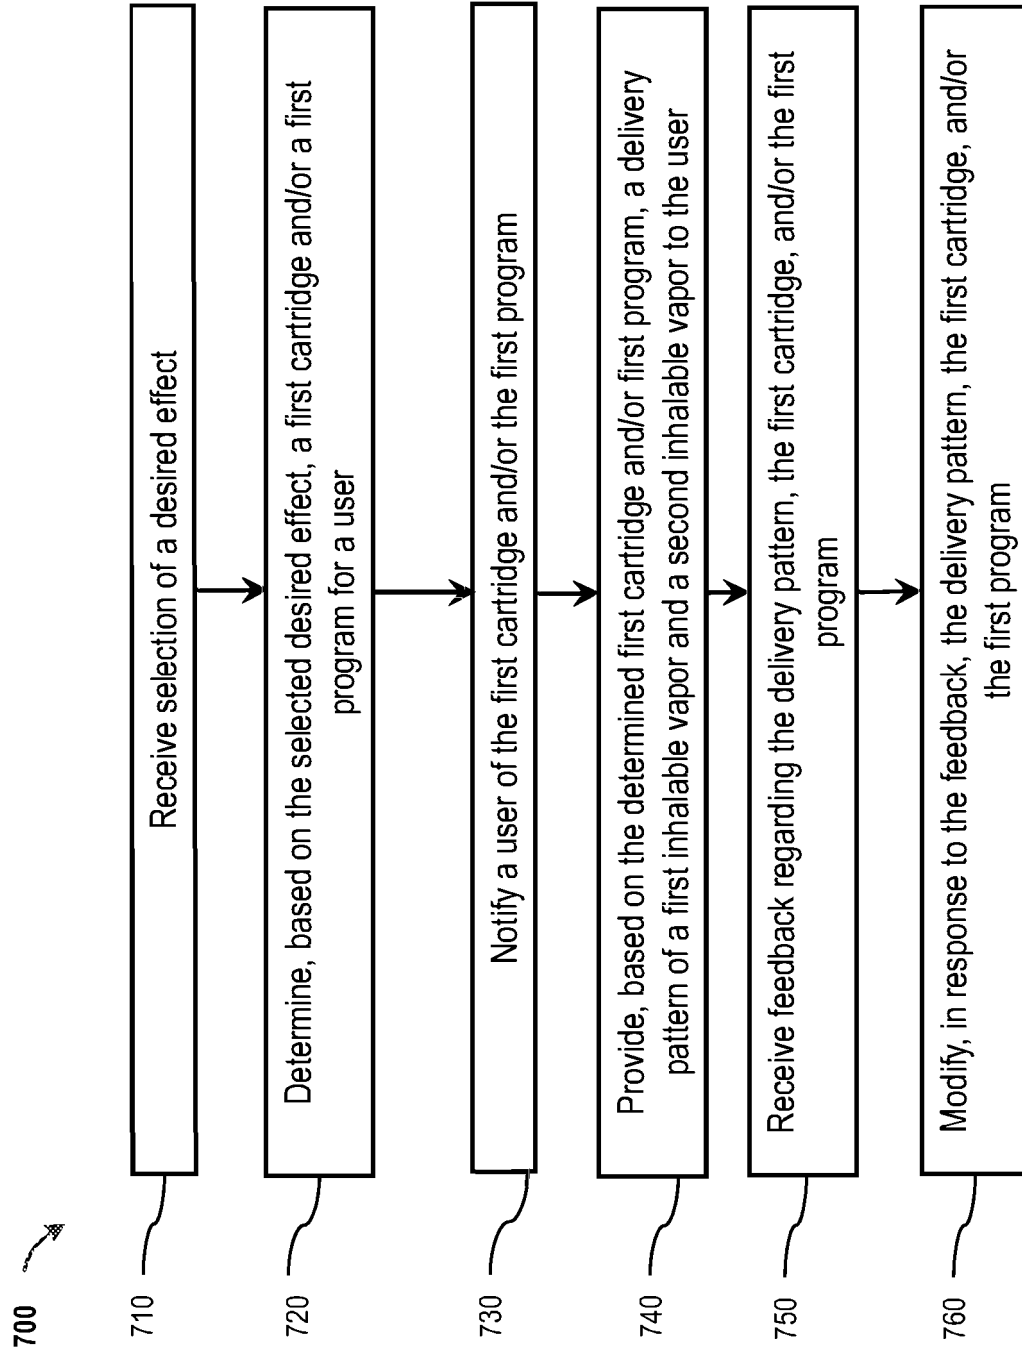 700
710
Receive selection of a desired effect
720
Determine, based on the selected desired effect, a first cartridge and/or a first
program for a user
730
Notify a user of the first cartridge and/or the first program
740
Provide, based on the determined first cartridge and/or first program, a delivery
pattern of a first inhalable vapor and a second inhalable vapor to the user
750
Receive feedback regarding the delivery pattern, the first cartridge, and/or the first
program
760
Modify, in response to the feedback, the delivery pattern, the first cartridge, and/or
the first program